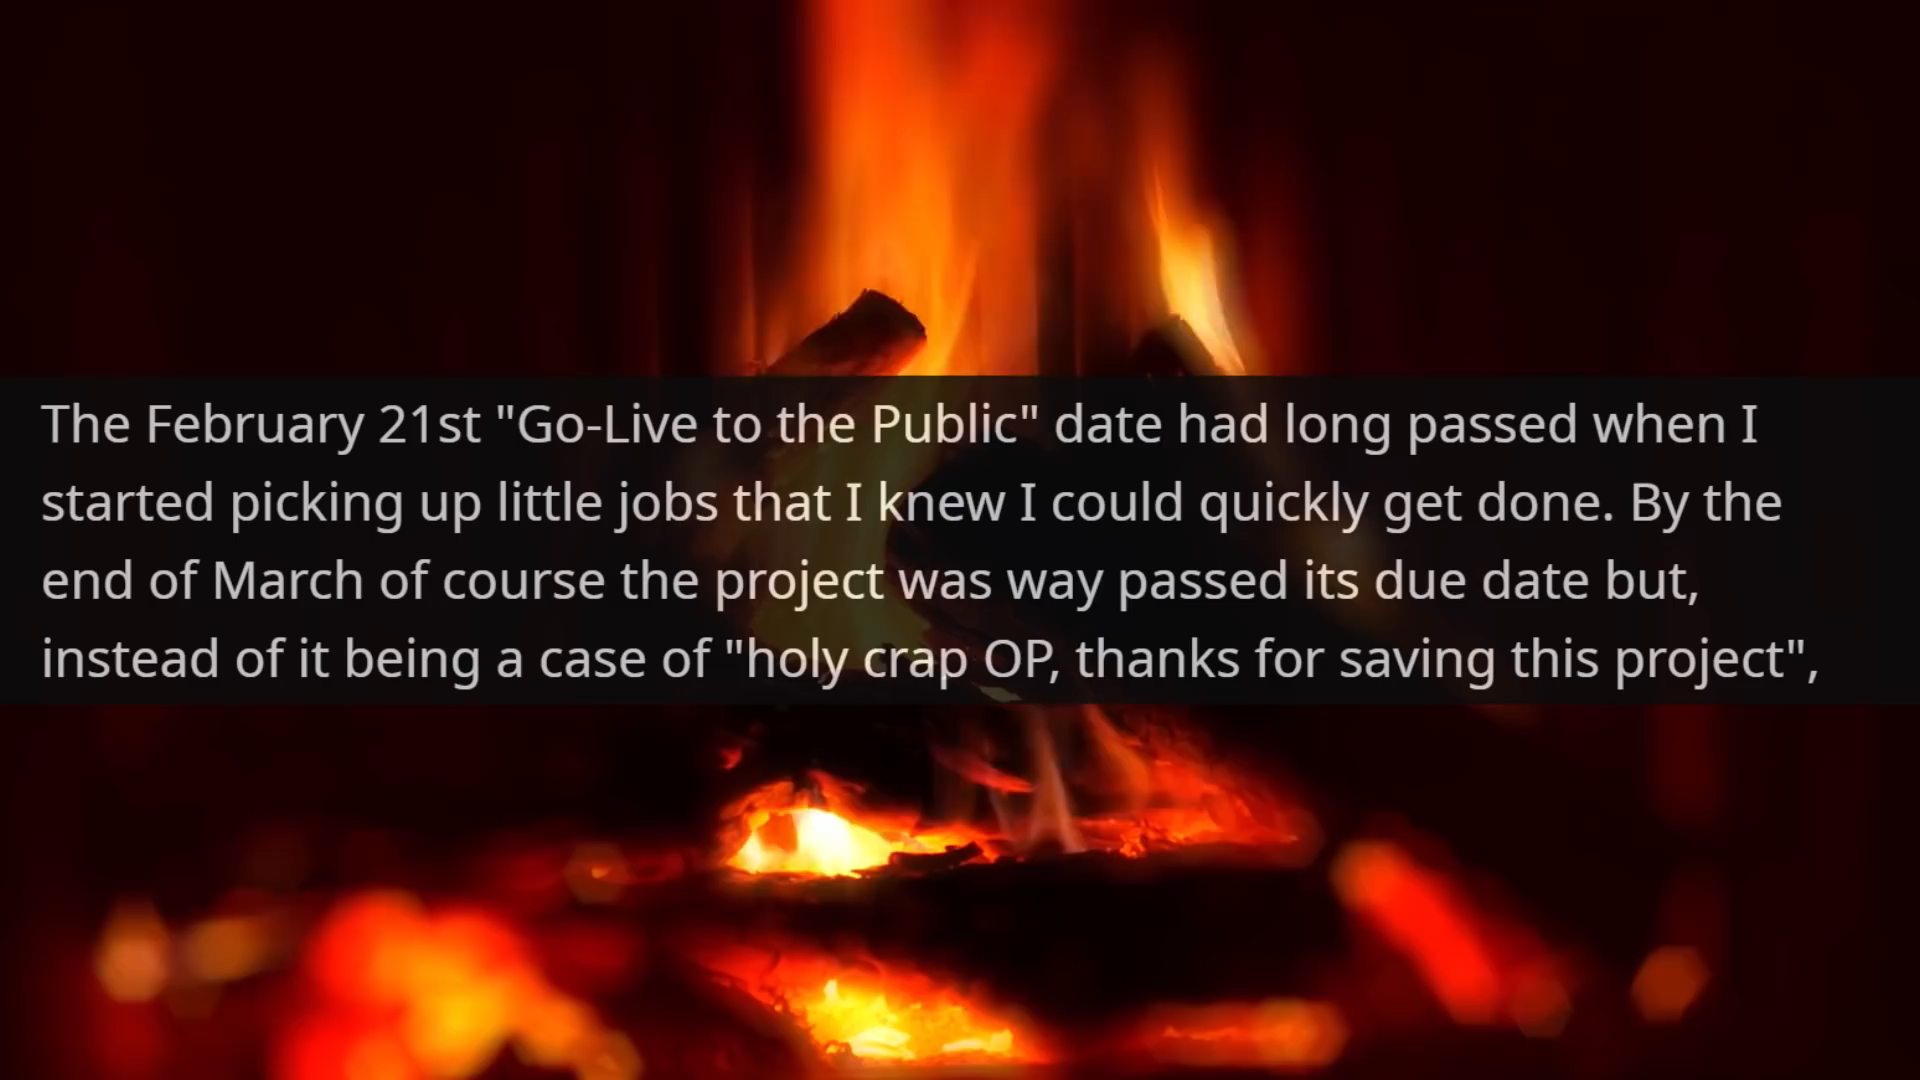 The February 21st "Go-Live to the Public" date had long passed when I
started picking up little jobs that I knew I could quickly get done. By the
end of March of course the project was way passed its due date but,
instead of it being a case of "holy crap OP, thanks for saving this project",